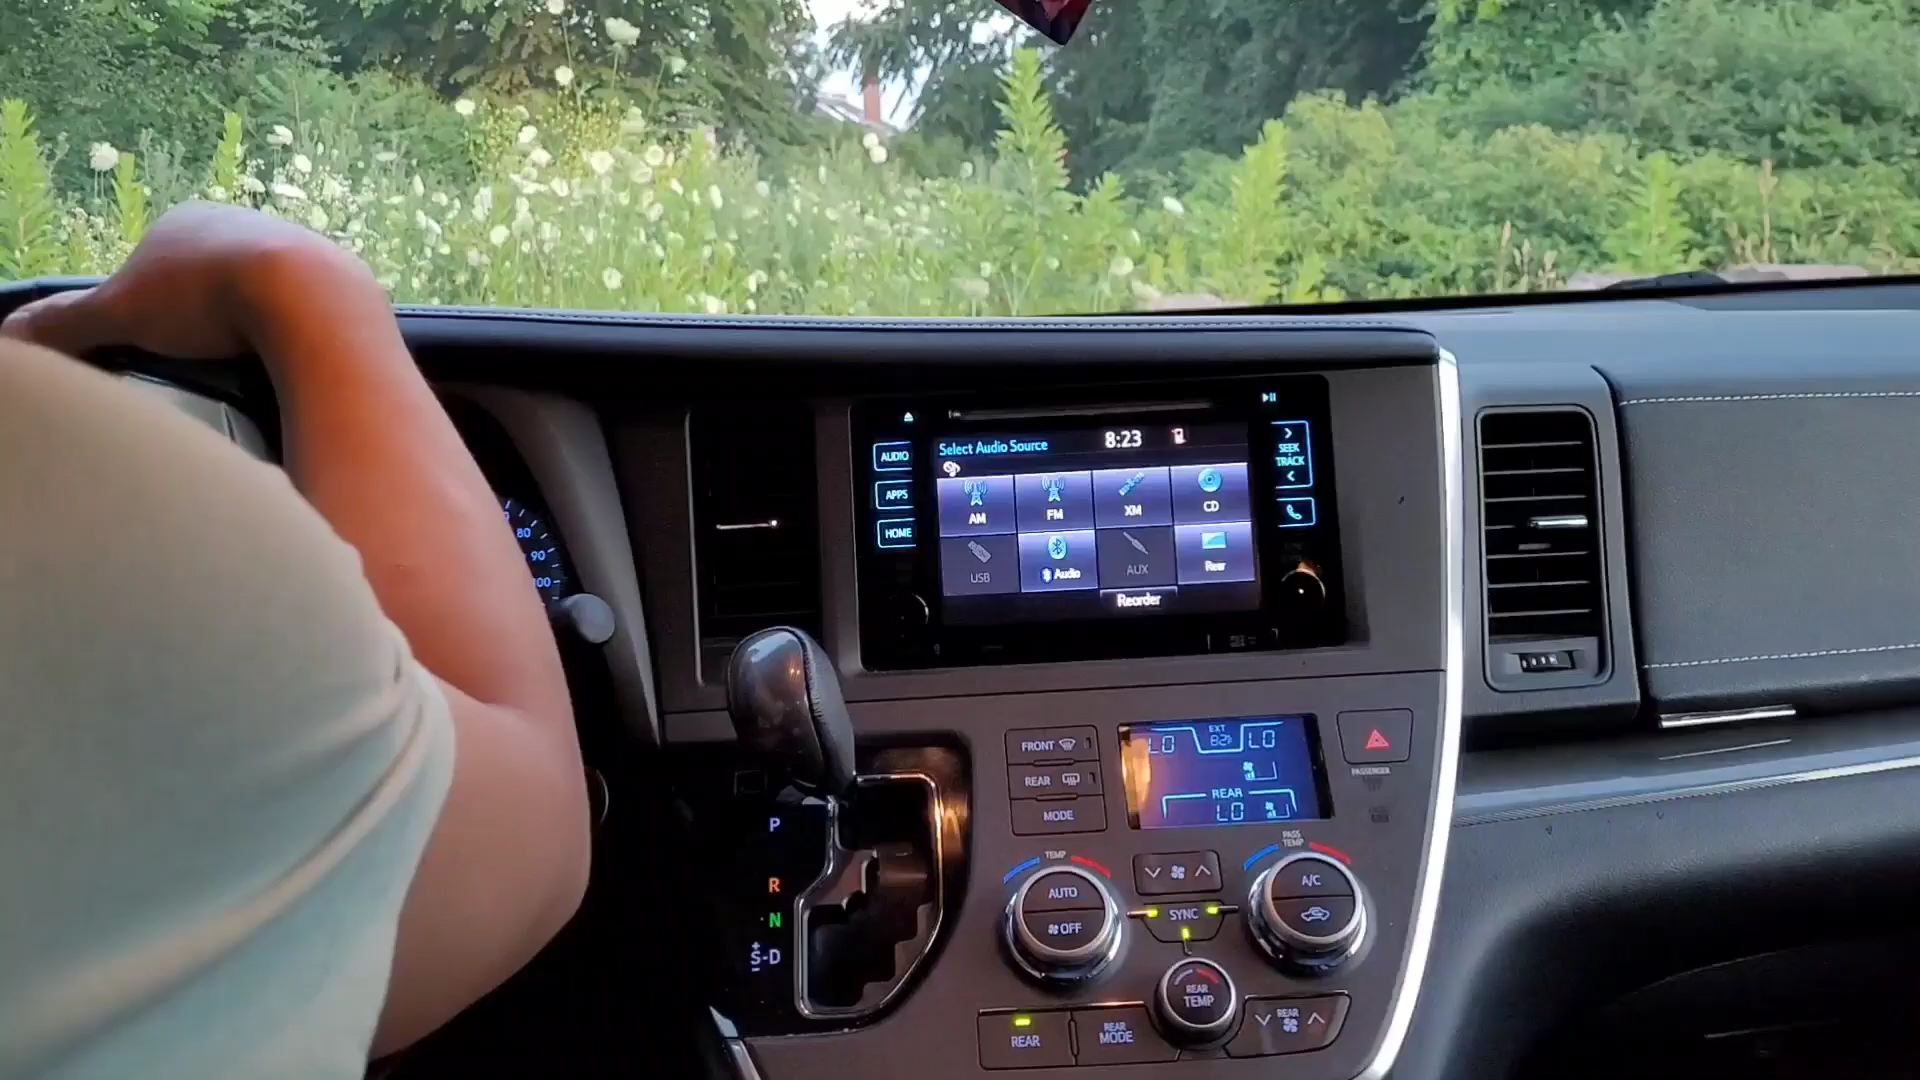 Select Audio Source 8:23
AUDIO
APPS
HOME
AM FM XM CD
USB Audio AUX Rear
Reorder
SEEK
TRACK
80
90
100
P
R
N
S-D
FRONT
REAR
MODE
LO EXT 82 LO
REAR
LO
PASSENGER
TEMP
AUTO
OFF
SYNC
PASS
TEMP
A/C
REAR
TEMP
REAR
REAR
MODE
REAR